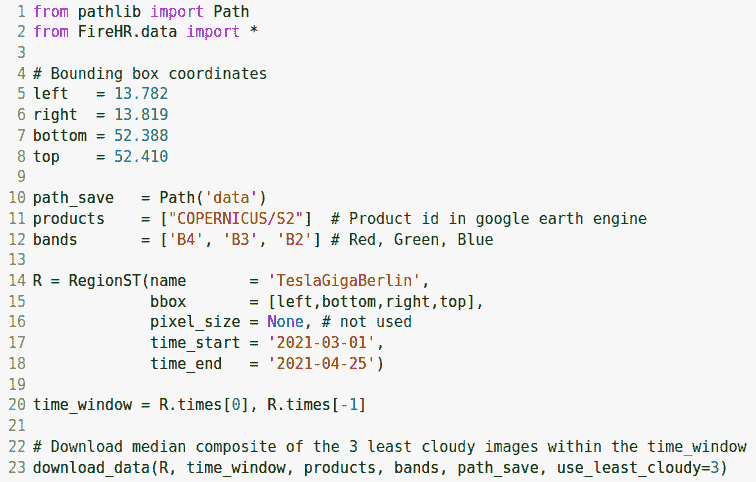 1 from pathlib import Path
2 from FireHR.data import *
3
4 # Bounding box coordinates
5 left   = 13.782
6 right  = 13.819
7 bottom = 52.388
8 top    = 52.410
9
10 path_save   = Path('data')
11 products    = ["COPERNICUS/S2"]  # Product id in google earth engine
12 bands       = ['B4', 'B3', 'B2'] # Red, Green, Blue
13
14 R = RegionST(name       = 'TeslaGigaBerlin',
15              bbox       = [left,bottom,right,top],
16              pixel_size = None, # not used
17              time_start = '2021-03-01',
18              time_end   = '2021-04-25')
19
20 time_window = R.times[0], R.times[-1]
21
22 # Download median composite of the 3 least cloudy images within the time_window
23 download_data(R, time_window, products, bands, path_save, use_least_cloudy=3)